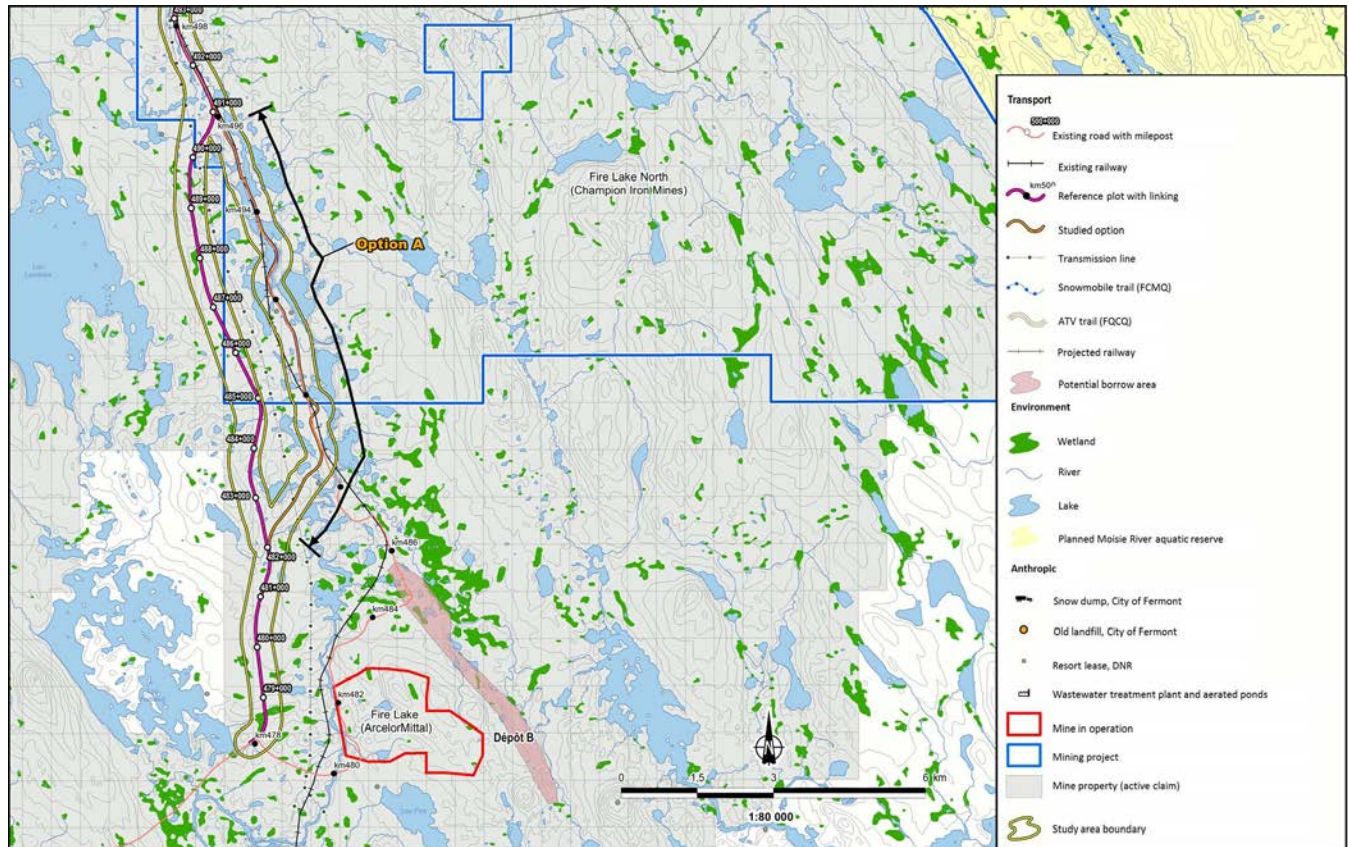 493+000
km498
492+000
491+000
km496
490+000
489+000
km494
488+000
Option A
487+000
486+000
485+000
484+000
483+000
482+000
km486
481+000
km484
480+000
479+000
km482
km478
km480
Fire Lake North
(Champion Iron Mines)
Fire Lake
(ArcelorMittal)
Dépôt B
N
0 1,5 3 6 km
1:80 000
Transport
500+000
Existing road with milepost
Existing railway
km500
Reference plot with linking
Studied option
Transmission line
Snowmobile trail (FCMQ)
ATV trail (FQCQ)
Projected railway
Potential borrow area
Environment
Wetland
River
Lake
Planned Moisie River aquatic reserve
Anthropic
Snow dump, City of Fermont
Old landfill, City of Fermont
Resort lease, DNR
Wastewater treatment plant and aerated ponds
Mine in operation
Mining project
Mine property (active claim)
Study area boundary